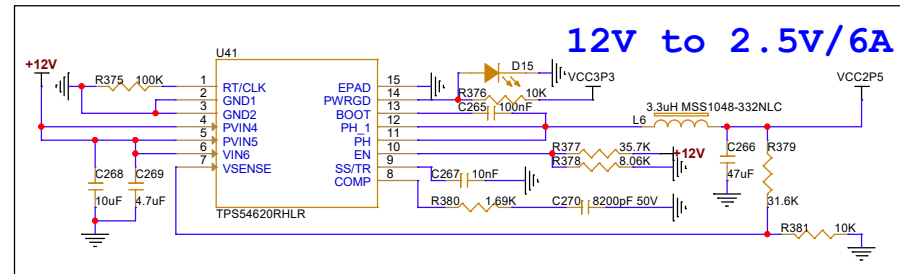 12V to 2.5V/6A
U41
D15
+12V
VCC3P3
VCC2P5
R375 100K
1 RT/CLK
2 GND1
3 GND2
4 PVIN4
5 PVIN5
6 VIN6
7 VSENSE
EPAD 15
PWRGD 14
BOOT 13
PH_1 12
PH 11
EN 10
SS/TR 9
COMP 8
TPS54620RHLR
R376 10K
C265 100nF
3.3uH MSS1048-332NLC
L6
R377 35.7K
+12V
R378 8.06K
R379
31.6K
C266
47uF
C267 10nF
C268
10uF
C269
4.7uF
R380 1.69K
C270 8200pF 50V
R381 10K